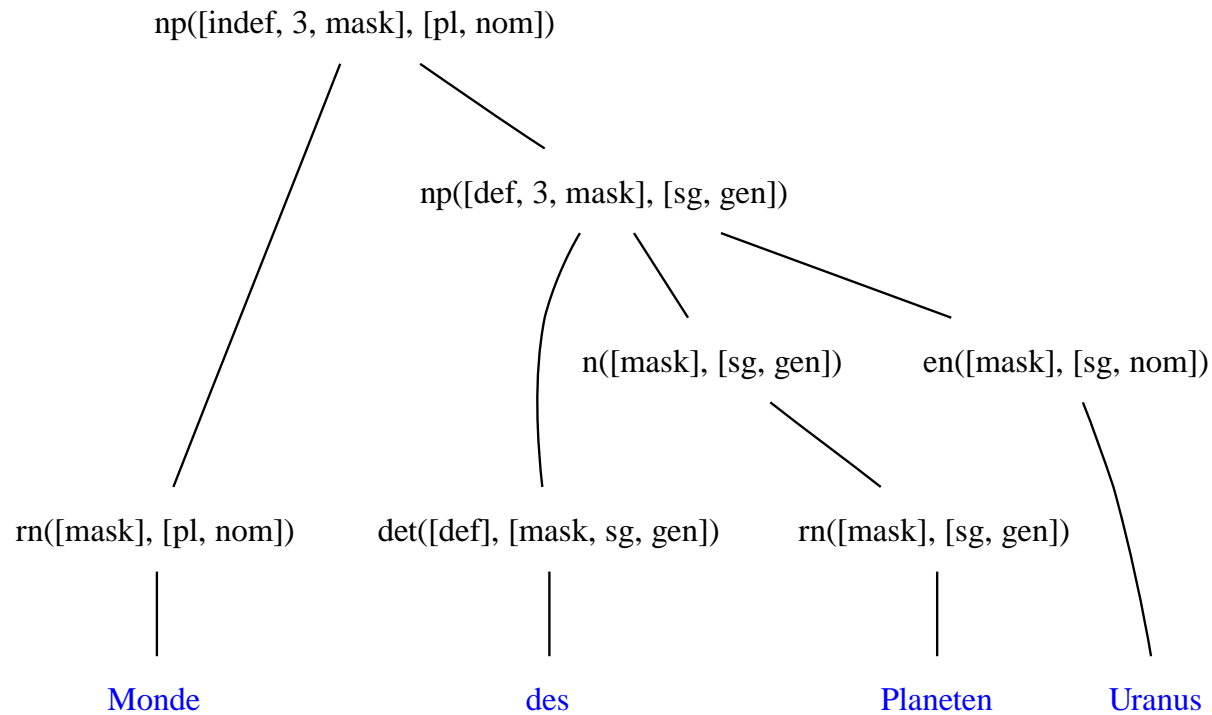 np([indef, 3, mask], [pl, nom])
np([def, 3, mask], [sg, gen])
n([mask], [sg, gen]) en([mask], [sg, nom])
rn([mask], [pl, nom]) det([def], [mask, sg, gen]) rn([mask], [sg, gen])
Monde des Planeten Uranus